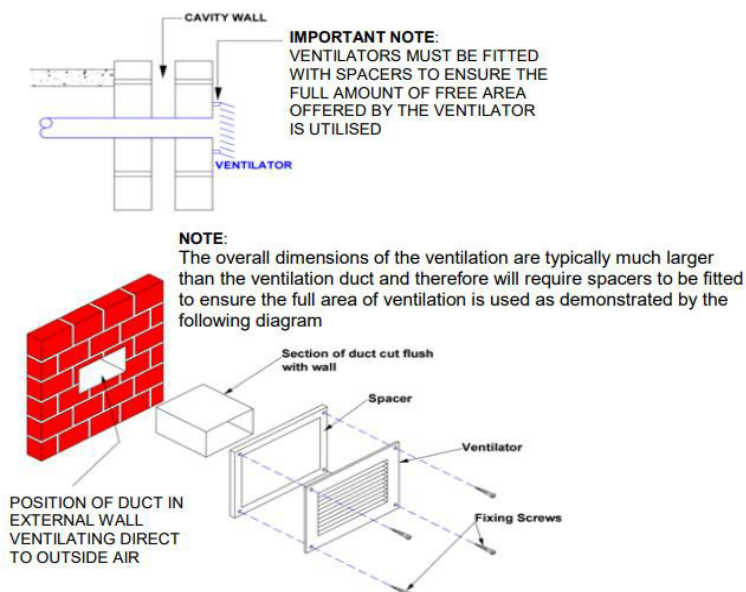 CAVITY WALL
IMPORTANT NOTE:
VENTILATORS MUST BE FITTED
WITH SPACERS TO ENSURE THE
FULL AMOUNT OF FREE AREA
OFFERED BY THE VENTILATOR
IS UTILISED
VENTILATOR
NOTE:
The overall dimensions of the ventilation are typically much larger
than the ventilation duct and therefore will require spacers to be fitted
to ensure the full area of ventilation is used as demonstrated by the
following diagram
Section of duct cut flush
with wall
Spacer
Ventilator
Fixing Screws
POSITION OF DUCT IN
EXTERNAL WALL
VENTILATING DIRECT
TO OUTSIDE AIR